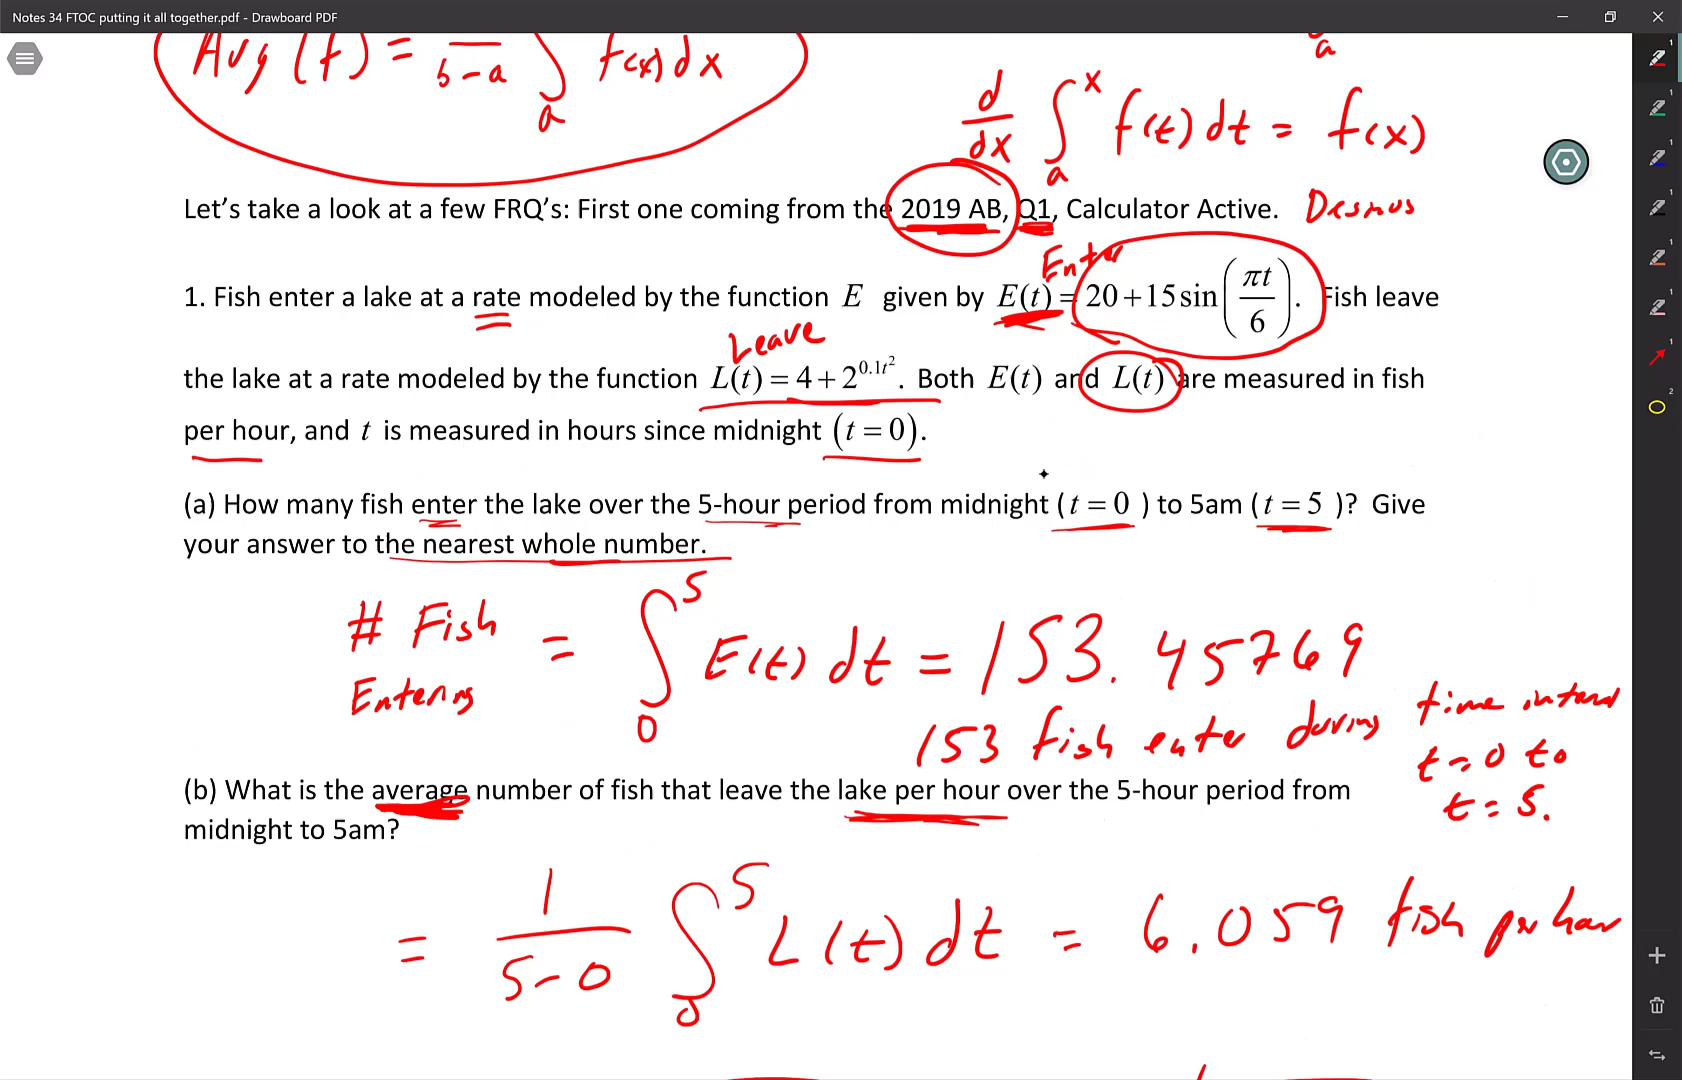 Notes 34 FTOC putting it all together.pdf - Drawboard PDF
Avg (f) = — b-a ∫ a f(x) dx
a
d/dx ∫ₐˣ f(t) dt = f(x)
Let's take a look at a few FRQ's: First one coming from the 2019 AB, Q1, Calculator Active. Desmos
Enter
1. Fish enter a lake at a rate modeled by the function E given by E(t) = 20+15sin(πt/6). Fish leave
Leave
the lake at a rate modeled by the function L(t) = 4+2^(0.1t²). Both E(t) and L(t) are measured in fish
per hour, and t is measured in hours since midnight (t = 0).
(a) How many fish enter the lake over the 5-hour period from midnight (t = 0) to 5am (t = 5)? Give
your answer to the nearest whole number.
# Fish Entering = ∫₀⁵ E(t) dt = 153.45769
153 fish enter during time t=0 to t=5.
(b) What is the average number of fish that leave the lake per hour over the 5-hour period from
midnight to 5am?
= 1/(5-0) ∫₀⁵ L(t) dt = 6.059 fish per hour